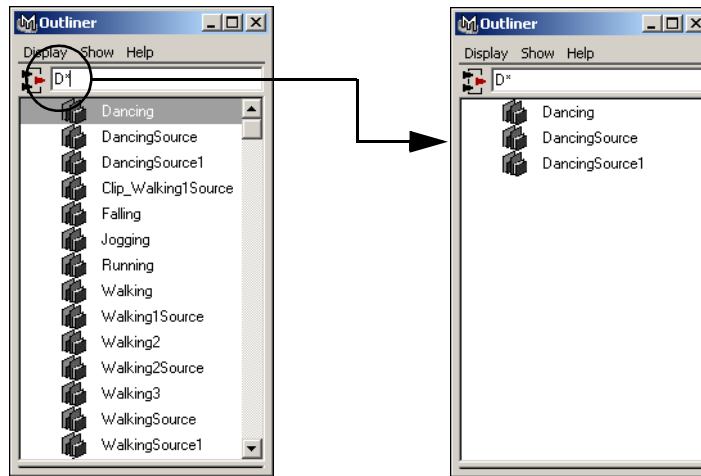 Outliner
Display Show Help
D*
Dancing
DancingSource
DancingSource1
Clip_Walking1Source
Falling
Jogging
Running
Walking
Walking1Source
Walking2
Walking2Source
Walking3
WalkingSource
WalkingSource1
Outliner
Display Show Help
D*
Dancing
DancingSource
DancingSource1